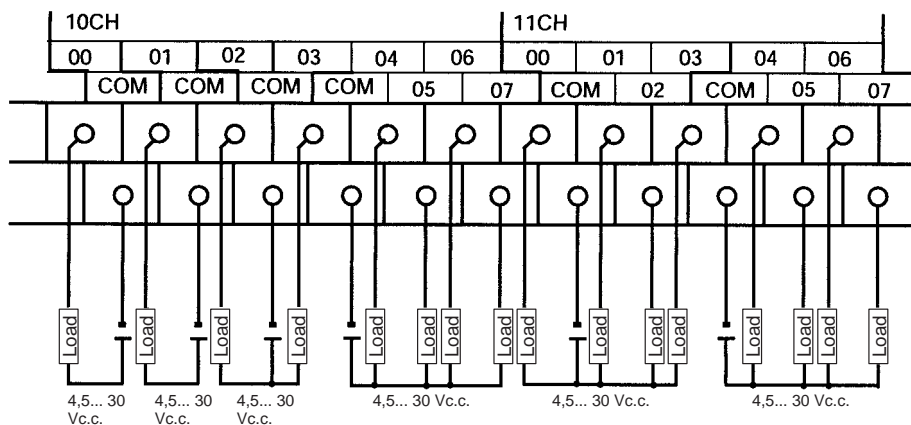 10CH 11CH
00 01 02 03 04 06 00 01 03 04 06
COM COM COM COM 05 07 COM 02 COM 05 07
Load Load Load Load Load Load Load Load Load Load Load Load Load Load Load Load
4,5... 30 4,5... 30 4,5... 30 4,5... 30 Vc.c. 4,5... 30 Vc.c. 4,5... 30 Vc.c.
Vc.c. Vc.c. Vc.c.